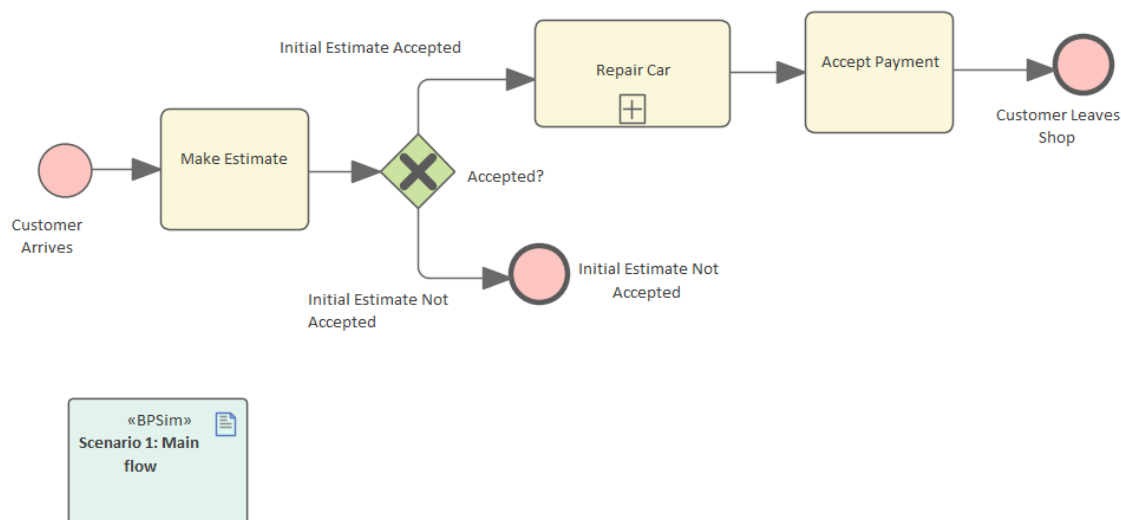 Initial Estimate Accepted
Repair Car
Accept Payment
Customer Leaves
Shop
Make Estimate
Accepted?
Customer
Arrives
Initial Estimate Not
Accepted
Initial Estimate Not
Accepted
«BPSim»
Scenario 1: Main
flow